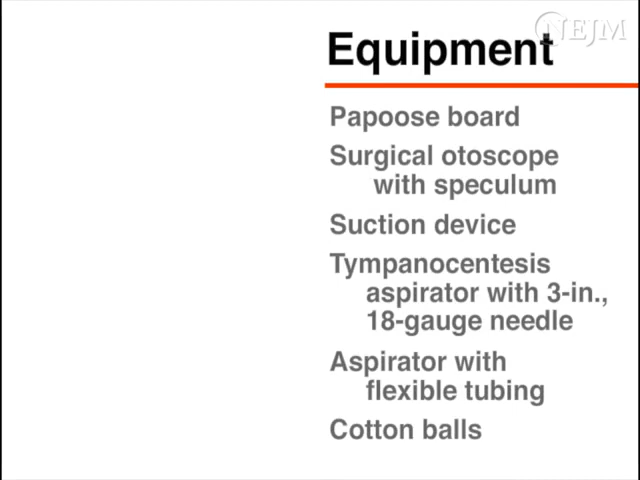 NEJM
Equipment
Papoose board
Surgical otoscope
with speculum
Suction device
Tympanocentesis
aspirator with 3-in.,
18-gauge needle
Aspirator with
flexible tubing
Cotton balls